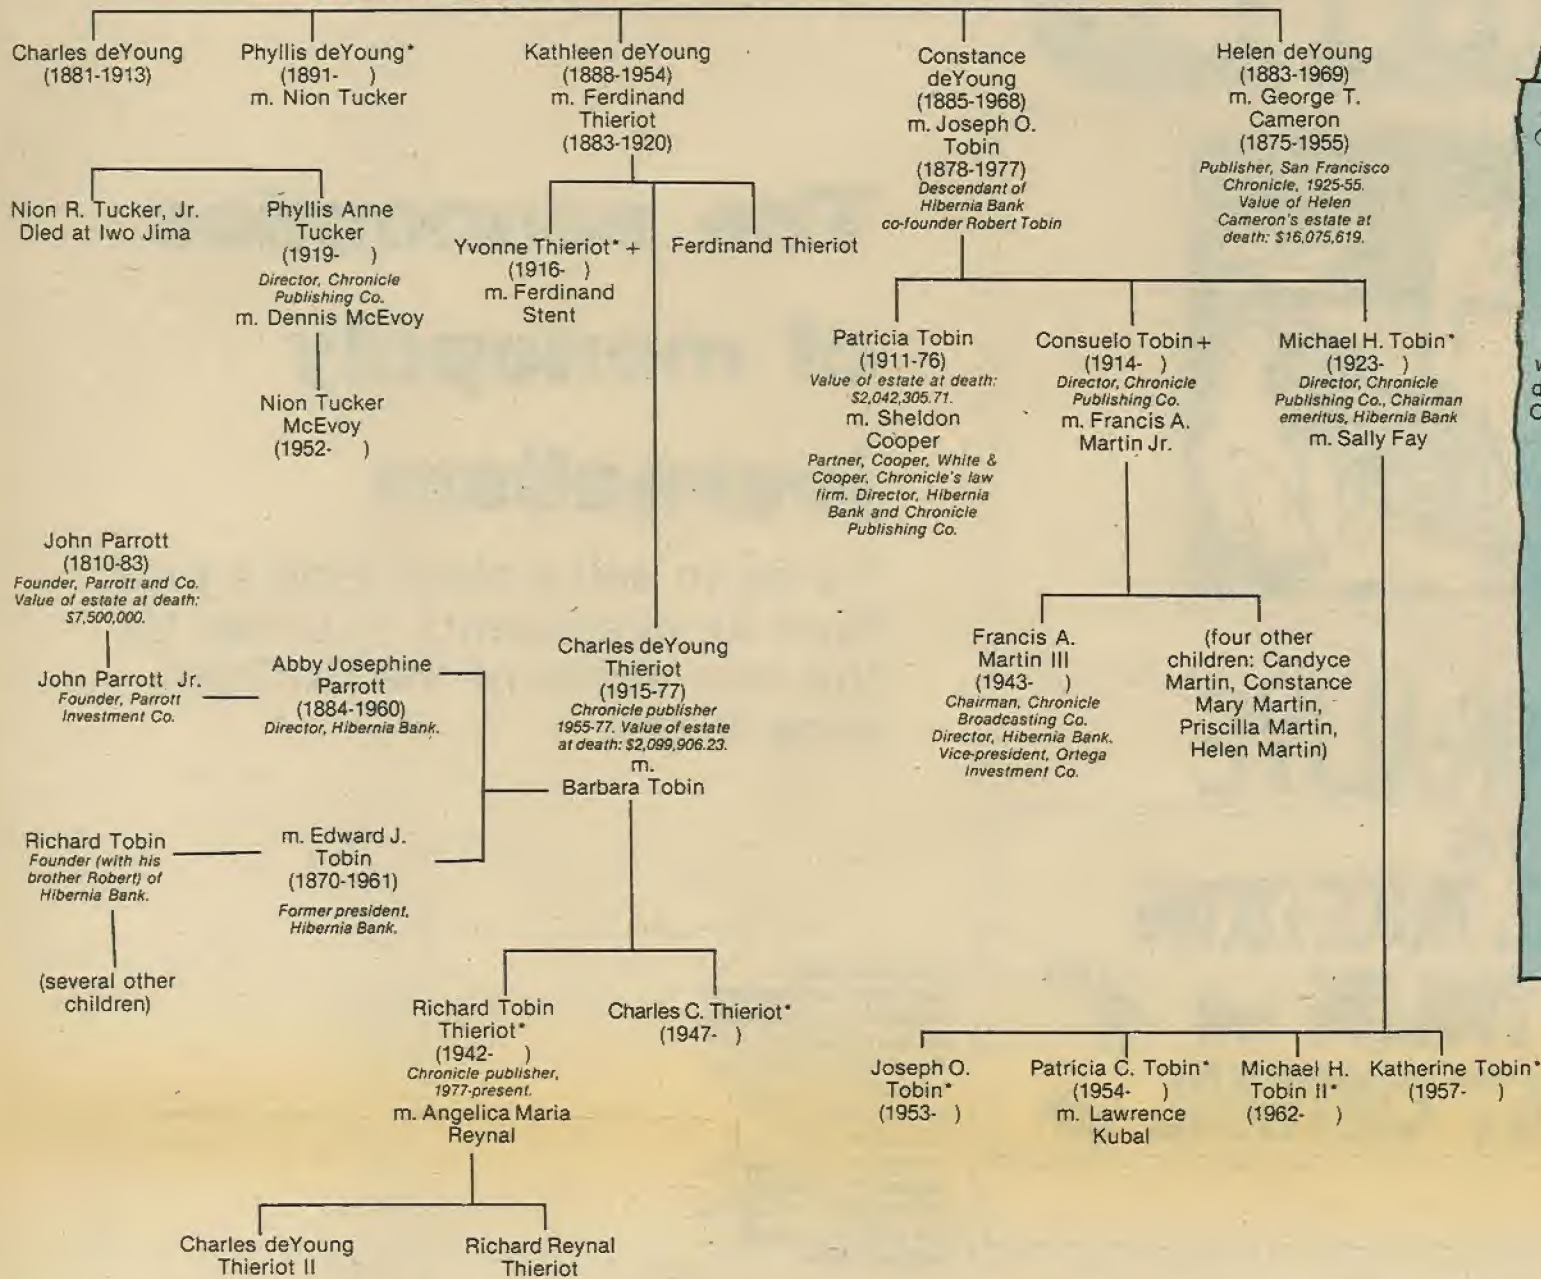 Charles deYoung
(1881-1913)
Phyllis deYoung*
(1891-    )
m. Nion Tucker
Kathleen deYoung
(1888-1954)
m. Ferdinand
Thieriot
(1883-1920)
Constance
deYoung
(1885-1968)
m. Joseph O.
Tobin
(1878-1977)
Descendant of
Hibernia Bank
co-founder Robert Tobin
Helen deYoung
(1883-1969)
m. George T.
Cameron
(1875-1955)
Publisher, San Francisco
Chronicle, 1925-55.
Value of Helen
Cameron's estate at
death: $16,075,619.
Nion R. Tucker, Jr.
Died at Iwo Jima
Phyllis Anne
Tucker
(1919-    )
Director, Chronicle
Publishing Co.
m. Dennis McEvoy
Nion Tucker
McEvoy
(1952-    )
Yvonne Thieriot* +
(1916-    )
m. Ferdinand
Stent
Ferdinand Thieriot
Patricia Tobin
(1911-76)
Value of estate at death:
$2,042,305.71.
m. Sheldon
Cooper
Partner, Cooper, White &
Cooper, Chronicle's law
firm. Director, Hibernia
Bank and Chronicle
Publishing Co.
Consuelo Tobin +
(1914-    )
Director, Chronicle
Publishing Co.
m. Francis A.
Martin Jr.
Michael H. Tobin*
(1923-    )
Director, Chronicle
Publishing Co., Chairman
emeritus, Hibernia Bank
m. Sally Fay
John Parrott
(1810-83)
Founder, Parrott and Co.
Value of estate at death:
$7,500,000.
John Parrott Jr.
Founder, Parrott
Investment Co.
Abby Josephine
Parrott
(1884-1960)
Director, Hibernia Bank.
Charles deYoung
Thieriot
(1915-77)
Chronicle publisher
1955-77. Value of estate
at death: $2,099,906.23.
m.
Barbara Tobin
Francis A.
Martin III
(1943-    )
Chairman, Chronicle
Broadcasting Co.
Director, Hibernia Bank.
Vice-president, Ortega
Investment Co.
(four other
children: Candyce
Martin, Constance
Mary Martin,
Priscilla Martin,
Helen Martin)
Richard Tobin
Founder (with his
brother Robert) of
Hibernia Bank.
(several other
children)
m. Edward J.
Tobin
(1870-1961)
Former president,
Hibernia Bank.
Richard Tobin
Thieriot*
(1942-    )
Chronicle publisher,
1977-present.
m. Angelica Maria
Reynal
Charles C. Thieriot*
(1947-    )
Joseph O.
Tobin*
(1953-    )
Patricia C. Tobin*
(1954-    )
m. Lawrence
Kubal
Michael H.
Tobin II*
(1962-    )
Katherine Tobin*
(1957-    )
Charles deYoung
Thieriot II
Richard Reynal
Thieriot